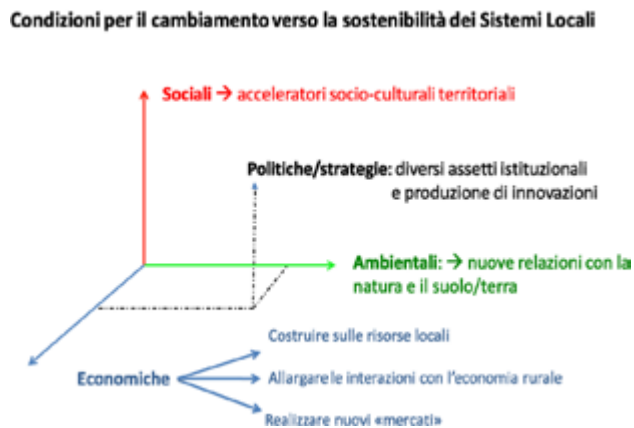 Condizioni per il cambiamento verso la sostenibilità dei Sistemi Locali
Sociali → acceleratori socio-culturali territoriali
Politiche/strategie: diversi assetti istituzionali
e produzione di innovazioni
Ambientali: → nuove relazioni con la
natura e il suolo/terra
Costruire sulle risorse locali
Economiche
Allargare le interazioni con l'economia rurale
Realizzare nuovi «mercati»